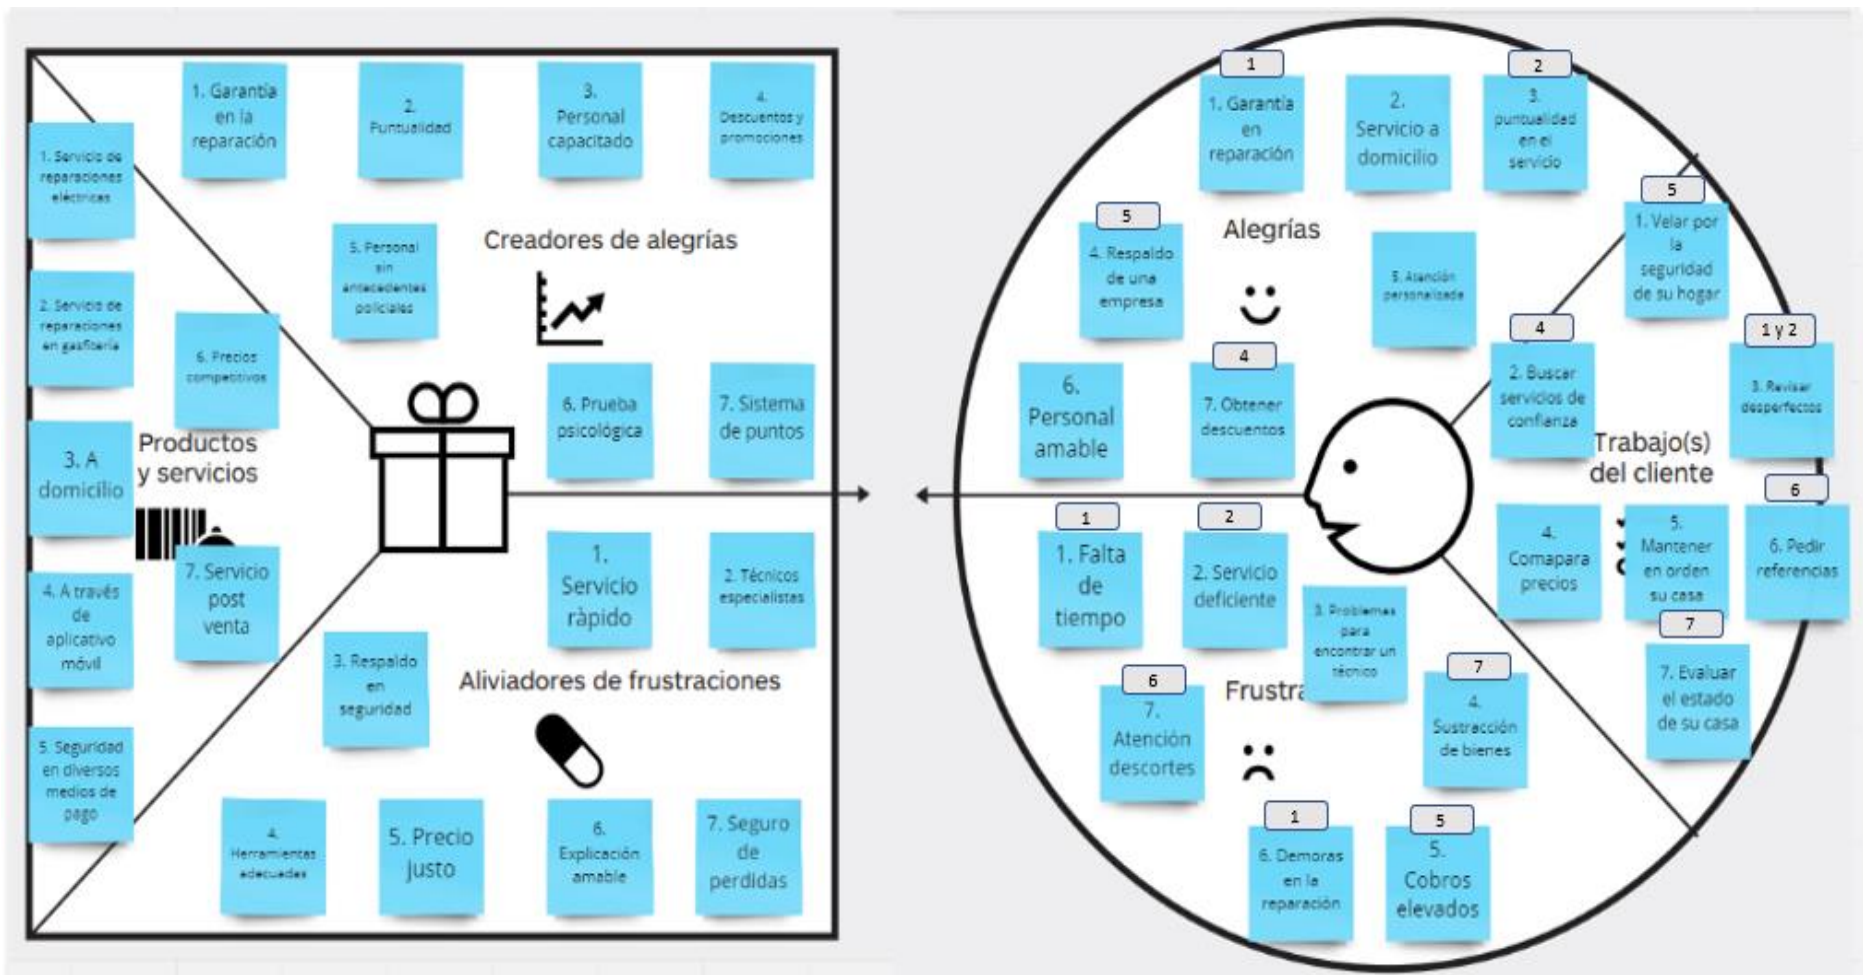 1. Garantía
en la
reparación
2.
Puntualidad
3.
Personal
capacitado
4.
Descuentos y
promociones
5. Personal
sin
antecedentes
policiales
Creadores de alegrías
6. Prueba
psicológica
7. Sistema
de puntos
1. Servicio de
reparaciones
eléctricas
2. Servicio de
reparaciones
en gasfitería
3. A
domicilio
4. A través
de
aplicativo
móvil
5. Seguridad
en diversos
medios de
pago
6. Precios
competitivos
Productos
y servicios
7. Servicio
post
venta
1.
Servicio
ràpido
2. Técnicos
especialistas
3. Respaldo
en
seguridad
Aliviadores de frustraciones
4.
Herramientas
adecuadas
5. Precio
justo
6.
Explicación
amable
7. Seguro
de
perdidas
1
1. Garantía
en
reparación
2.
Servicio a
domicilio
2
3.
puntualidad
en el
servicio
5
4. Respaldo
de una
empresa
Alegrías
5. Atención
personalizada
6.
Personal
amable
4
7. Obtener
descuentos
5
1. Velar por
la
seguridad
de su hogar
4
2. Buscar
servicios de
confianza
1 y 2
3. Revisar
desperfectos
Trabajo(s)
del cliente
4.
Comapara
precios
5.
Mantener
en orden
su casa
6
6. Pedir
referencias
7
7. Evaluar
el estado
de su casa
1
1. Falta
de
tiempo
2
2. Servicio
deficiente
3. Problemas
para
encontrar un
técnico
Frustra
7
4.
Sustracción
de bienes
6
7.
Atención
descortes
1
6. Demoras
en la
reparación
5
5.
Cobros
elevados